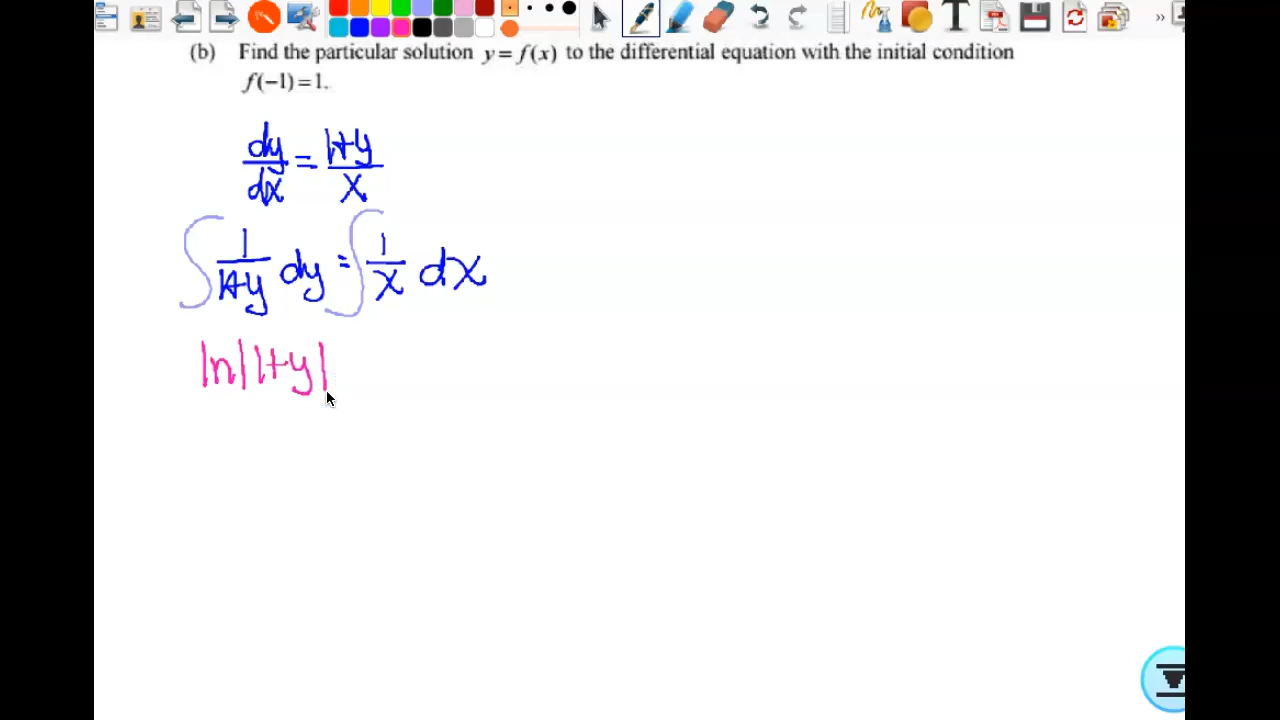 (b) Find the particular solution y = f(x) to the differential equation with the initial condition
f(−1) = 1.
dy/dx = 1+y/x
∫ 1/1+y dy = ∫ 1/x dx
ln|1+y|